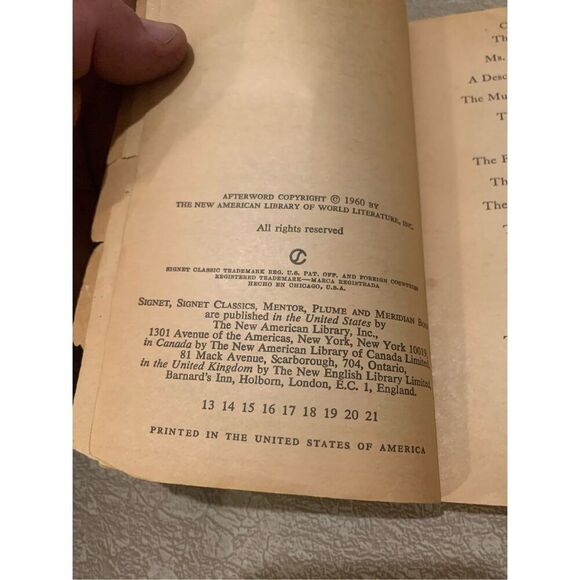 AFTERWORD COPYRIGHT © 1960 BY
THE NEW AMERICAN LIBRARY OF WORLD LITERATURE, INC.
All rights reserved
SIGNET CLASSIC TRADEMARK REG. U.S. PAT. OFF. AND FOREIGN COUNTRIES
REGISTERED TRADEMARK—MARCA REGISTRADA
HECHO EN CHICAGO, U.S.A.
SIGNET, SIGNET CLASSICS, MENTOR, PLUME AND MERIDIAN
are published in the United States by
The New American Library, Inc.,
1301 Avenue of the Americas, New York, New York 10019,
in Canada by The New American Library of Canada Limited,
81 Mack Avenue, Scarborough, 704, Ontario,
in the United Kingdom by The New English Library Limited,
Barnard's Inn, Holborn, London, E.C. 1, England.
13 14 15 16 17 18 19 20 21
PRINTED IN THE UNITED STATES OF AMERICA
Ms.
A
The
The
The